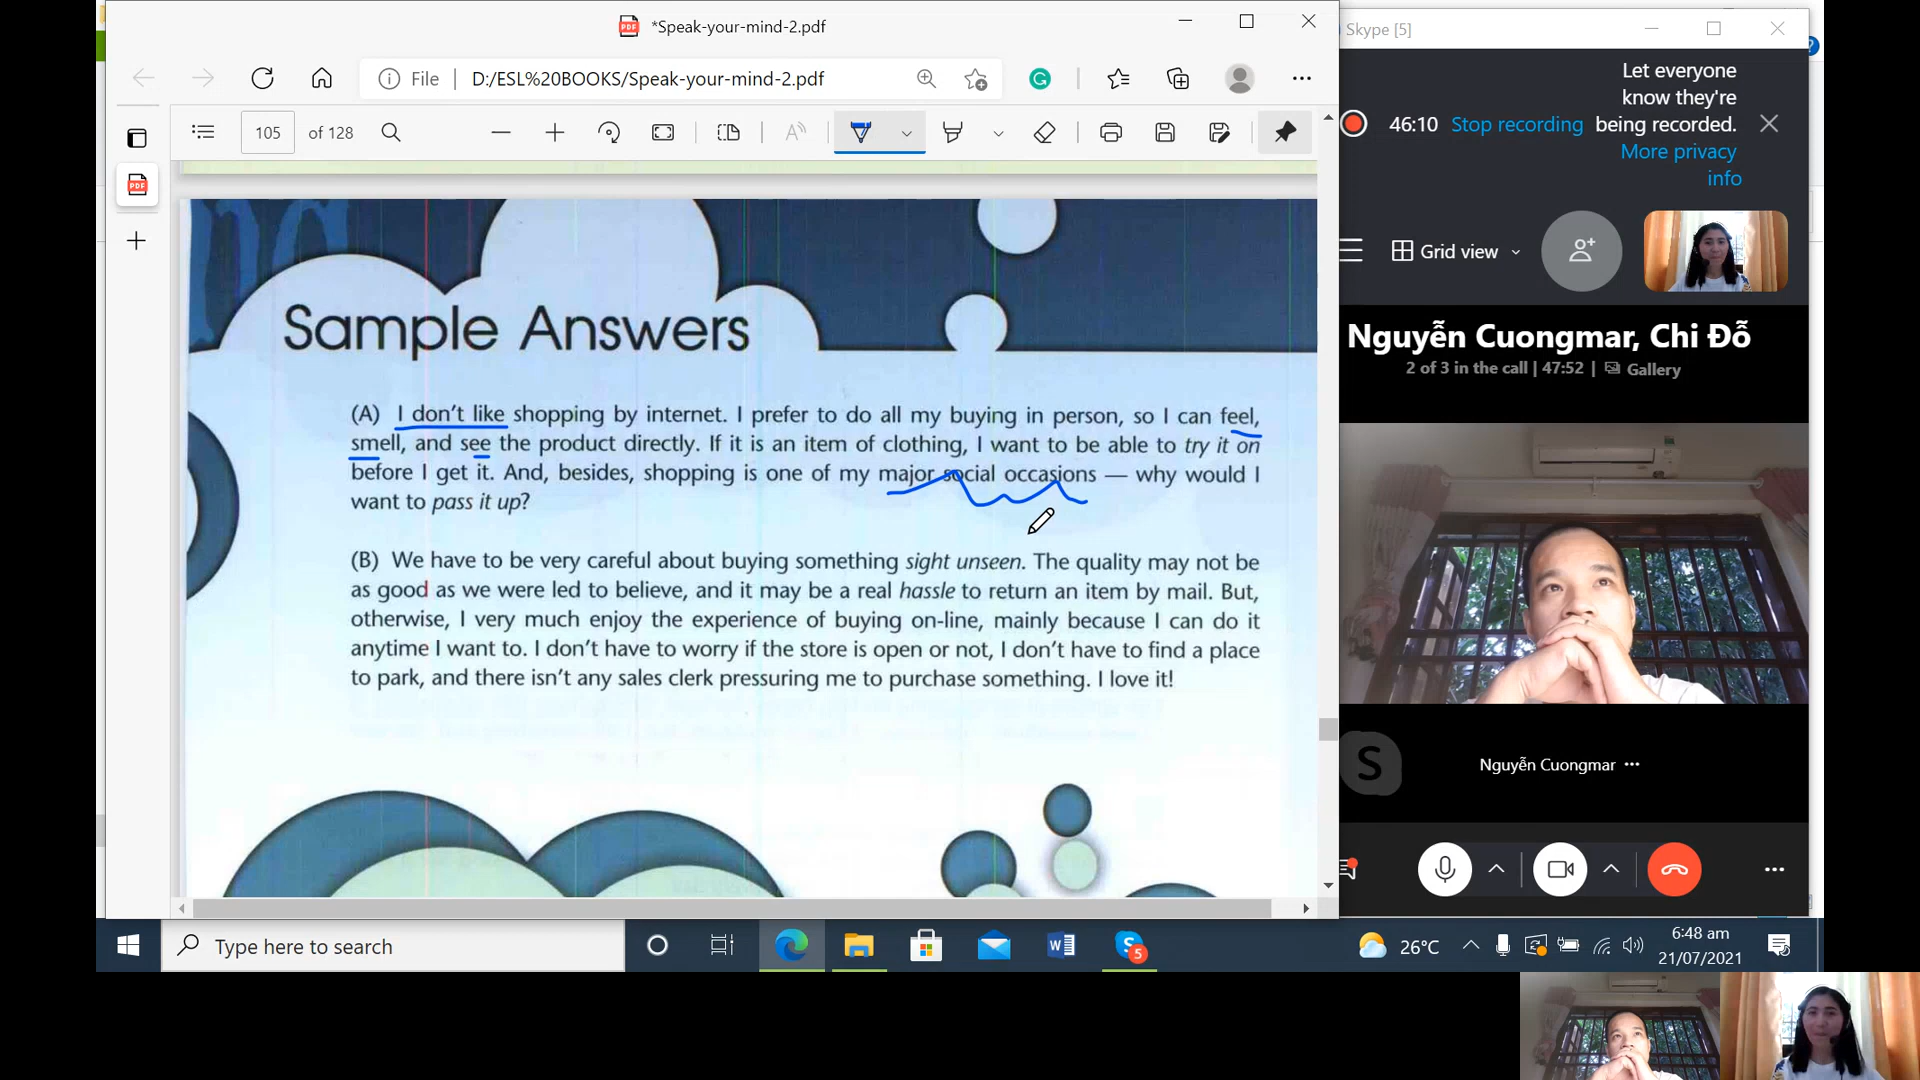 *Speak-your-mind-2.pdf
File
D:/ESL%20BOOKS/Speak-your-mind-2.pdf
105 of 128
Sample Answers
(A) I don't like shopping by internet. I prefer to do all my buying in person, so I can feel,
smell, and see the product directly. If it is an item of clothing, I want to be able to try it on
before I get it. And, besides, shopping is one of my major social occasions — why would I
want to pass it up?
(B) We have to be very careful about buying something sight unseen. The quality may not be
as good as we were led to believe, and it may be a real hassle to return an item by mail. But,
otherwise, I very much enjoy the experience of buying on-line, mainly because I can do it
anytime I want to. I don't have to worry if the store is open or not, I don't have to find a place
to park, and there isn't any sales clerk pressuring me to purchase something. I love it!
Skype [5]
46:10 Stop recording
Let everyone
know they're
being recorded.
More privacy
info
Grid view
Nguyễn Cuongmar, Chi Đỗ
2 of 3 in the call | 47:52 | Gallery
S
Nguyễn Cuongmar
Type here to search
5
26°C
6:48 am
21/07/2021